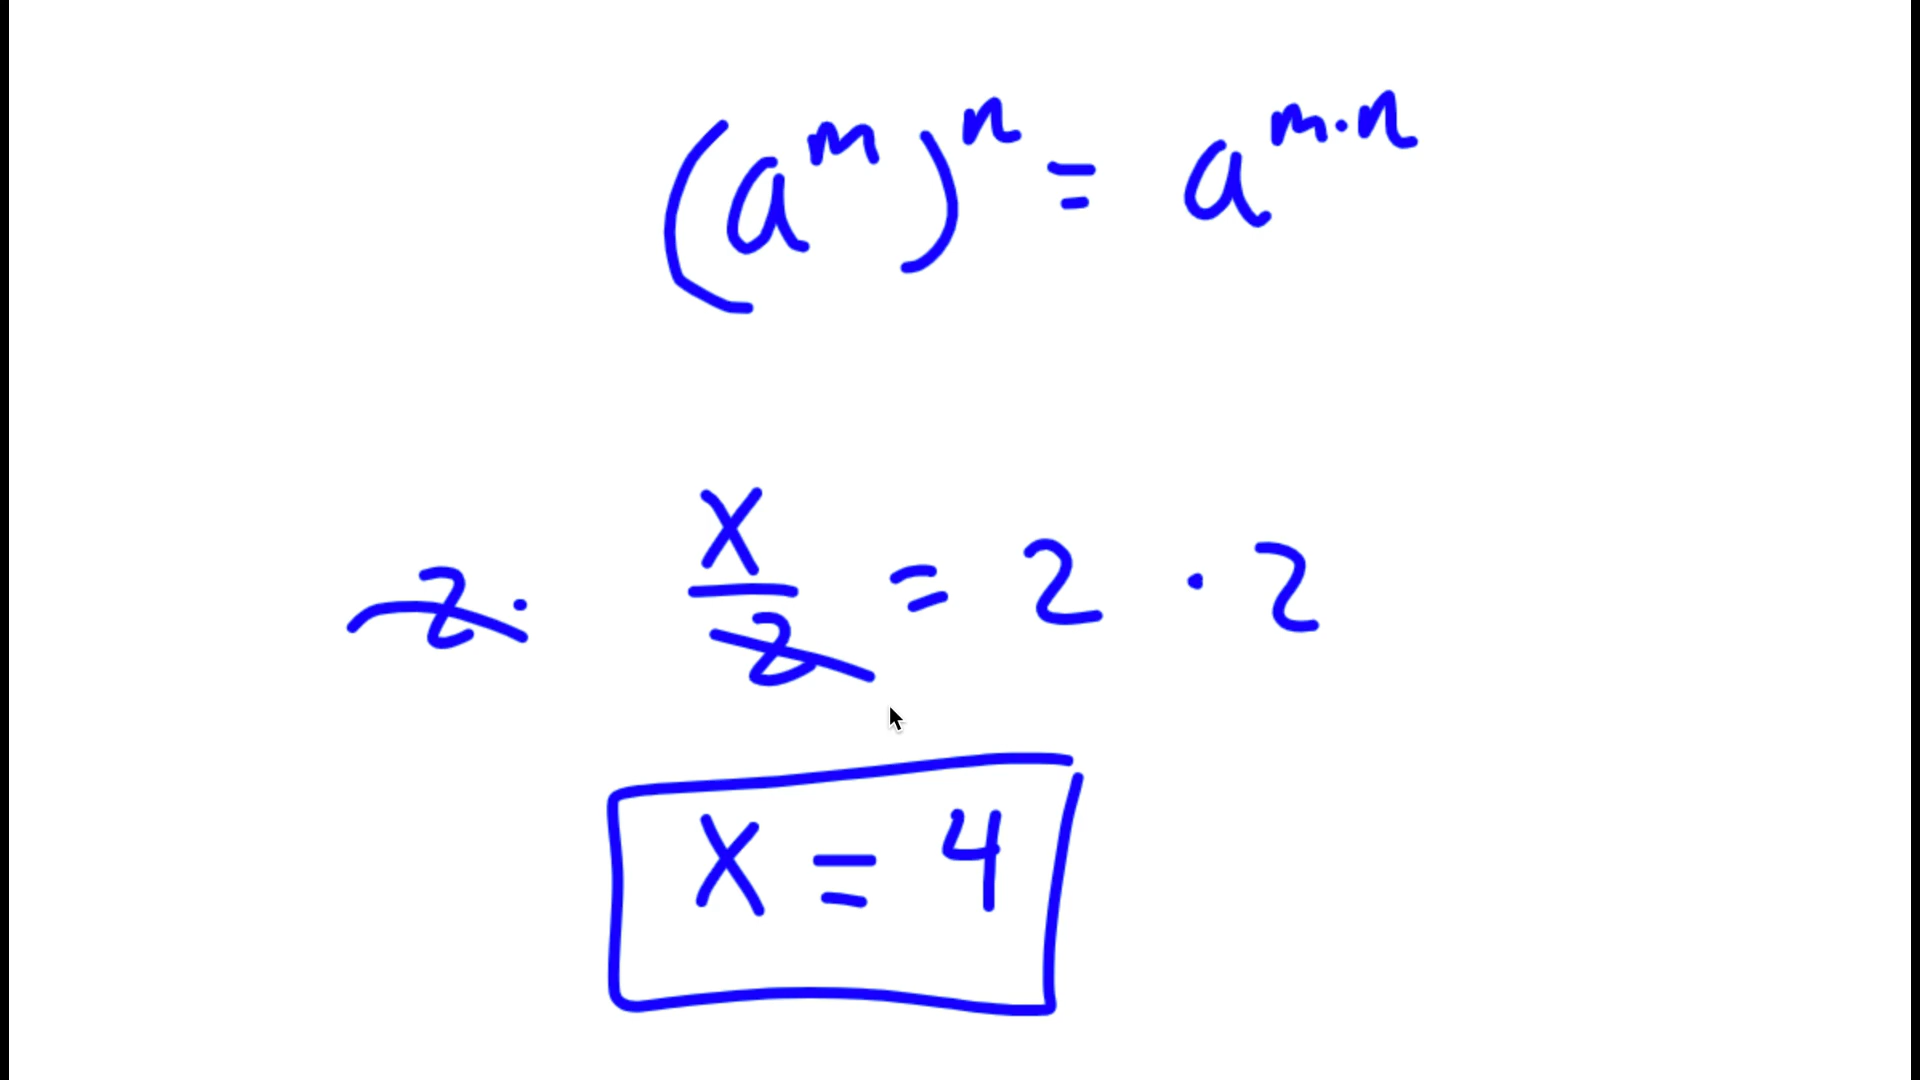 (a^m)^n = a^{m·n}
2 · x/2 = 2 · 2
x = 4